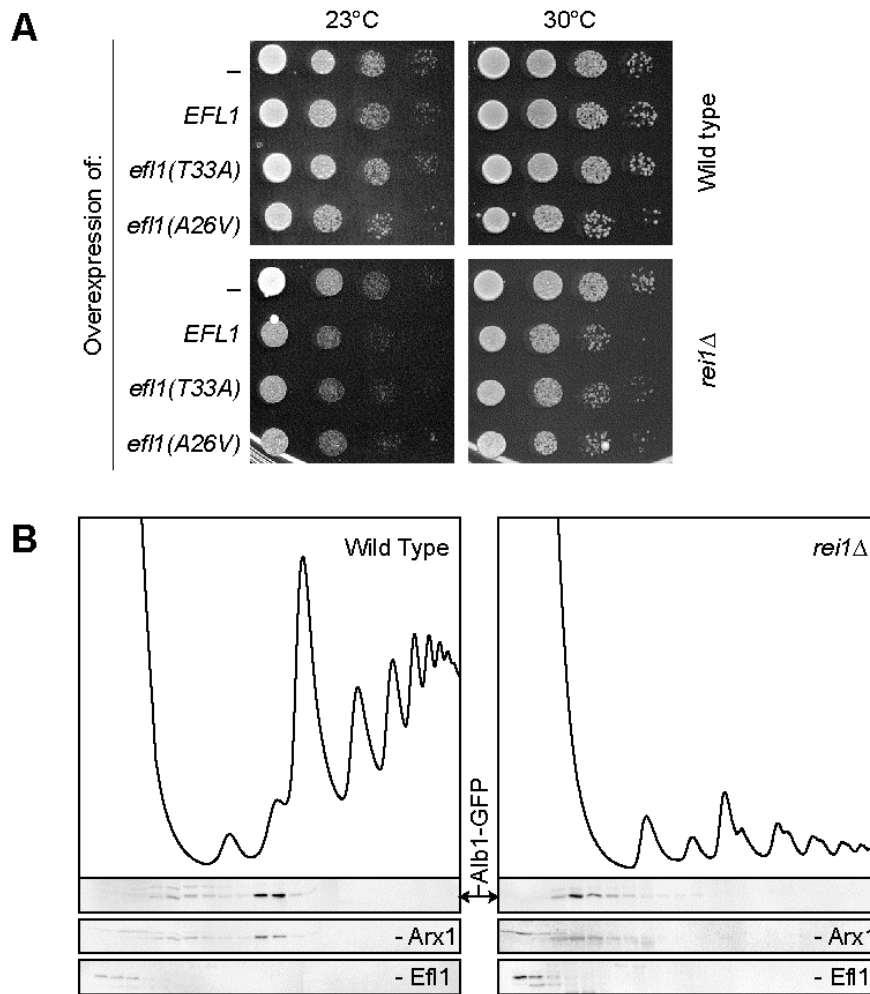 A
23°C
30°C
Overexpression of:
–
EFL1
efl1(T33A)
efl1(A26V)
Wild type
–
EFL1
efl1(T33A)
efl1(A26V)
rei1Δ
B
Wild Type
rei1Δ
Alb1-GFP
- Arx1
- Arx1
- Efl1
- Efl1